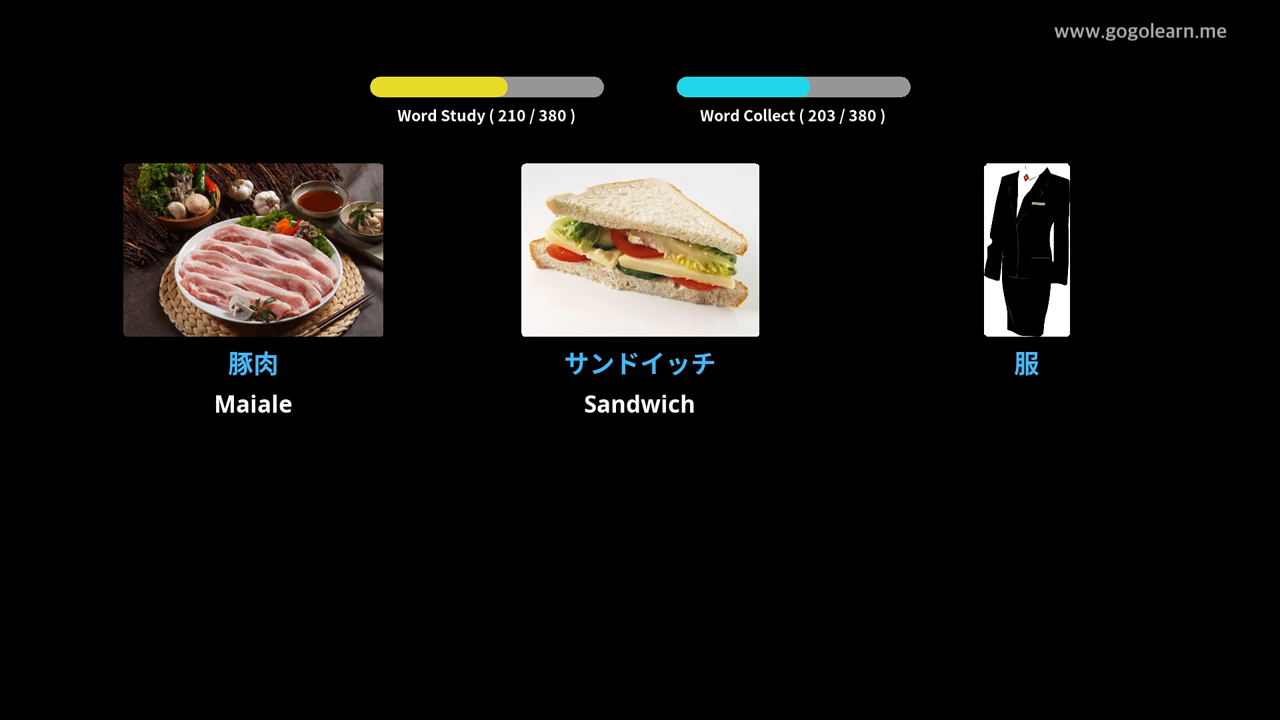 www.gogolearn.me
Word Study ( 210 / 380 )
Word Collect ( 203 / 380 )
豚肉
サンドイッチ
服
Maiale
Sandwich